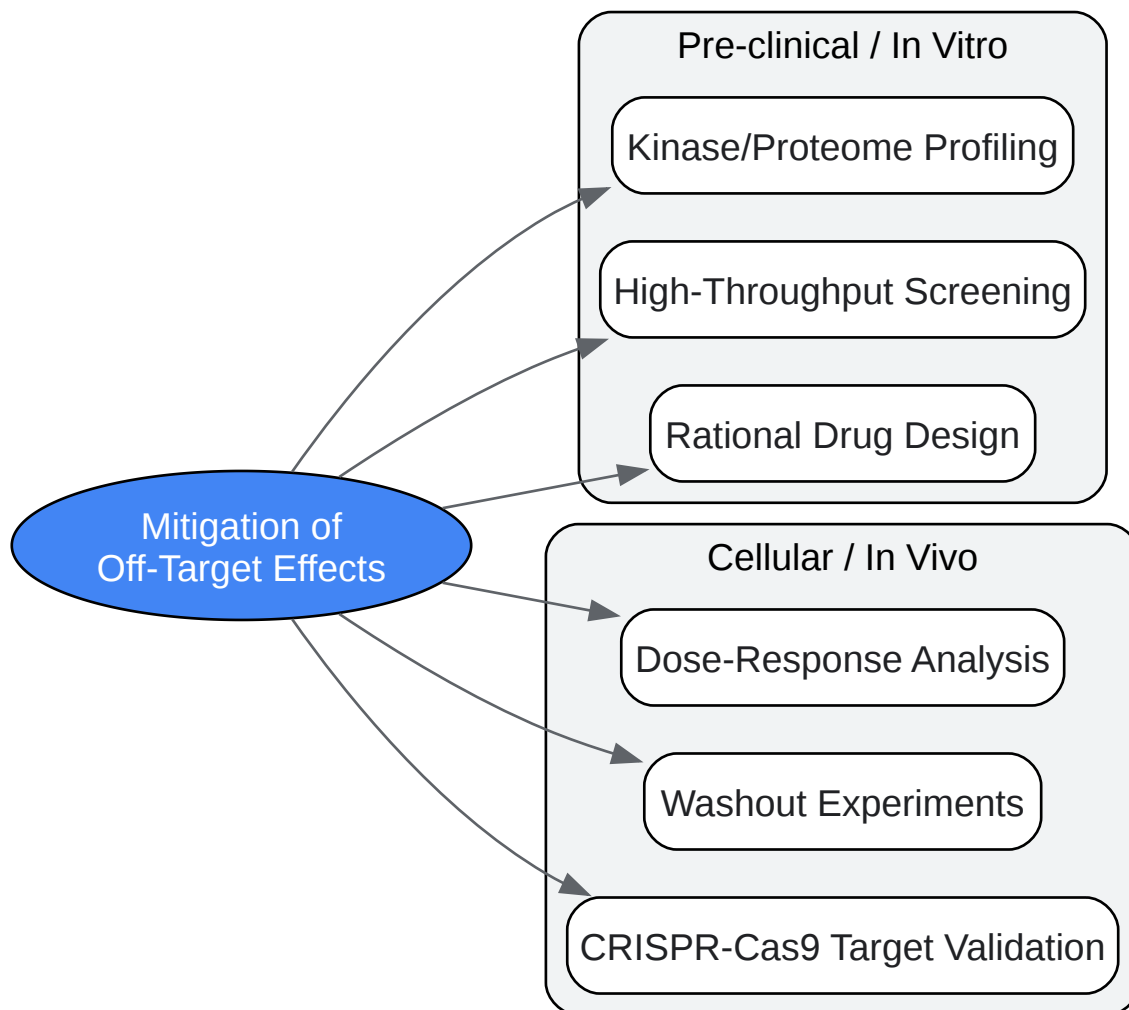 Pre-clinical / In Vitro
Kinase/Proteome Profiling
High-Throughput Screening
Rational Drug Design
Mitigation of
Off-Target Effects
Cellular / In Vivo
Dose-Response Analysis
Washout Experiments
CRISPR-Cas9 Target Validation